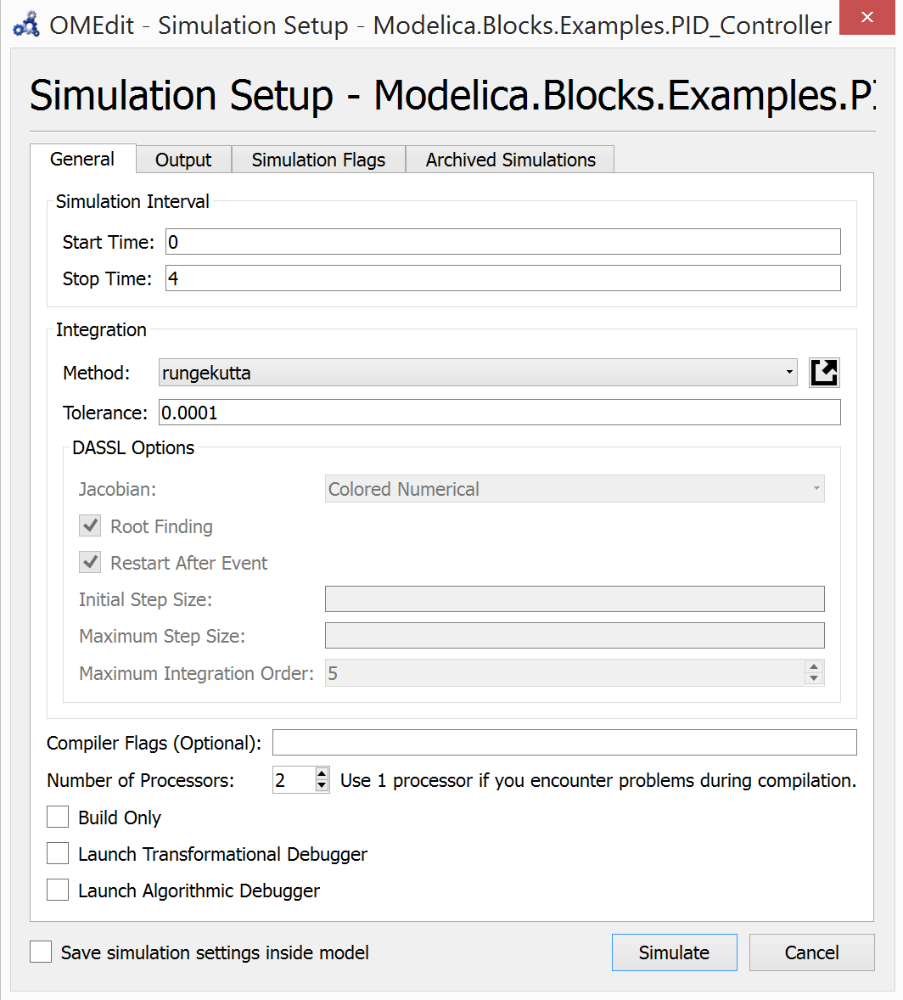 OMEdit - Simulation Setup - Modelica.Blocks.Examples.PID_Controller
Simulation Setup - Modelica.Blocks.Examples.PI
General Output Simulation Flags Archived Simulations
Simulation Interval
Start Time: 0
Stop Time: 4
Integration
Method: rungekutta
Tolerance: 0.0001
DASSL Options
Jacobian: Colored Numerical
Root Finding
Restart After Event
Initial Step Size:
Maximum Step Size:
Maximum Integration Order: 5
Compiler Flags (Optional):
Number of Processors: 2 Use 1 processor if you encounter problems during compilation.
Build Only
Launch Transformational Debugger
Launch Algorithmic Debugger
Save simulation settings inside model Simulate Cancel